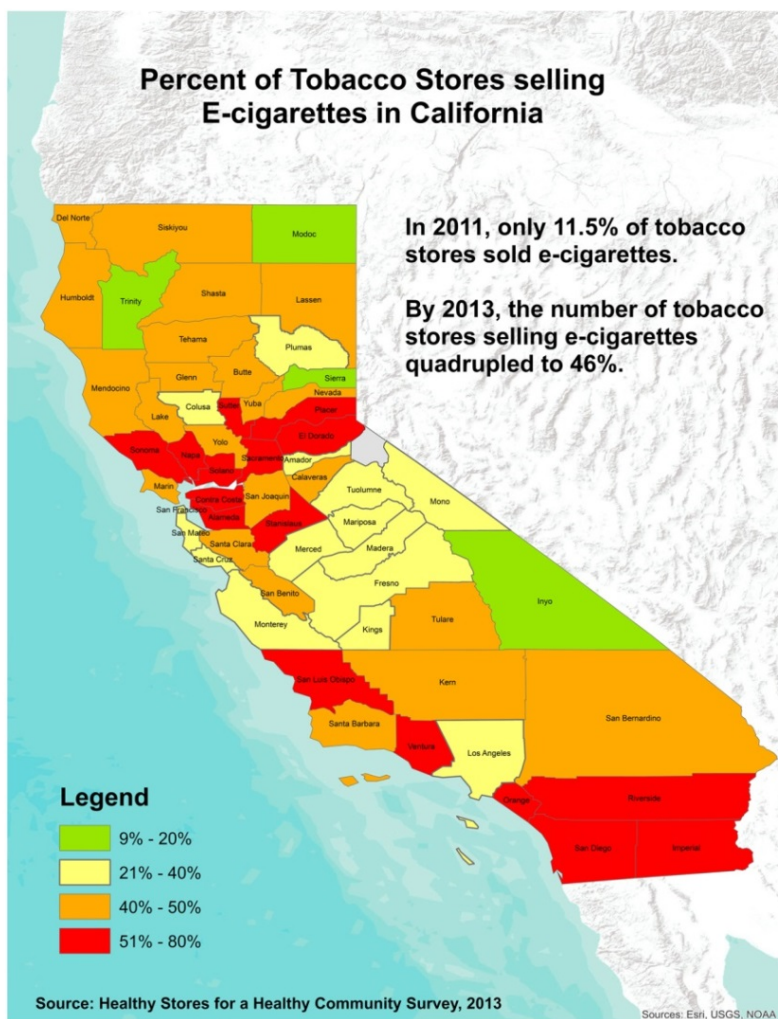 Percent of Tobacco Stores selling
E-cigarettes in California
In 2011, only 11.5% of tobacco
stores sold e-cigarettes.
By 2013, the number of tobacco
stores selling e-cigarettes
quadrupled to 46%.
Del Norte
Siskiyou
Modoc
Humboldt
Trinity
Shasta
Lassen
Tehama
Plumas
Mendocino
Glenn
Butte
Sierra
Nevada
Colusa
Sutter
Yuba
Placer
Lake
El Dorado
Yolo
Sonoma
Napa
Sacramento
Amador
Solano
Calaveras
Marin
San Joaquin
Tuolumne
Mono
Contra Costa
San Francisco
Alameda
Stanislaus
Mariposa
San Mateo
Santa Clara
Merced
Madera
Santa Cruz
Fresno
San Benito
Inyo
Monterey
Kings
Tulare
San Luis Obispo
Kern
San Bernardino
Santa Barbara
Ventura
Los Angeles
Orange
Riverside
San Diego
Imperial
Legend
9% - 20%
21% - 40%
40% - 50%
51% - 80%
Source: Healthy Stores for a Healthy Community Survey, 2013
Sources: Esri, USGS, NOAA